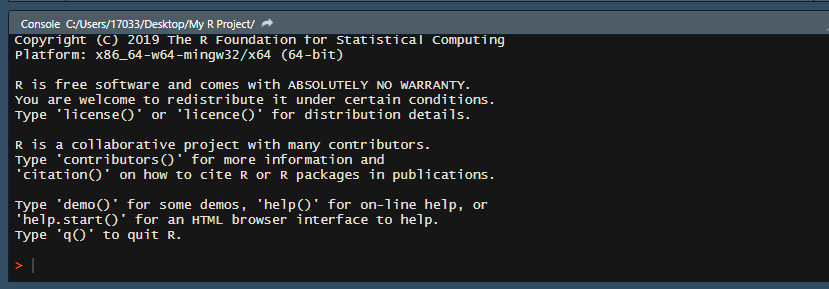 Console C:/Users/17033/Desktop/My R Project/
Copyright (C) 2019 The R Foundation for Statistical Computing
Platform: x86_64-w64-mingw32/x64 (64-bit)
R is free software and comes with ABSOLUTELY NO WARRANTY.
You are welcome to redistribute it under certain conditions.
Type 'license()' or 'licence()' for distribution details.
R is a collaborative project with many contributors.
Type 'contributors()' for more information and
'citation()' on how to cite R or R packages in publications.
Type 'demo()' for some demos, 'help()' for on-line help, or
'help.start()' for an HTML browser interface to help.
Type 'q()' to quit R.
>